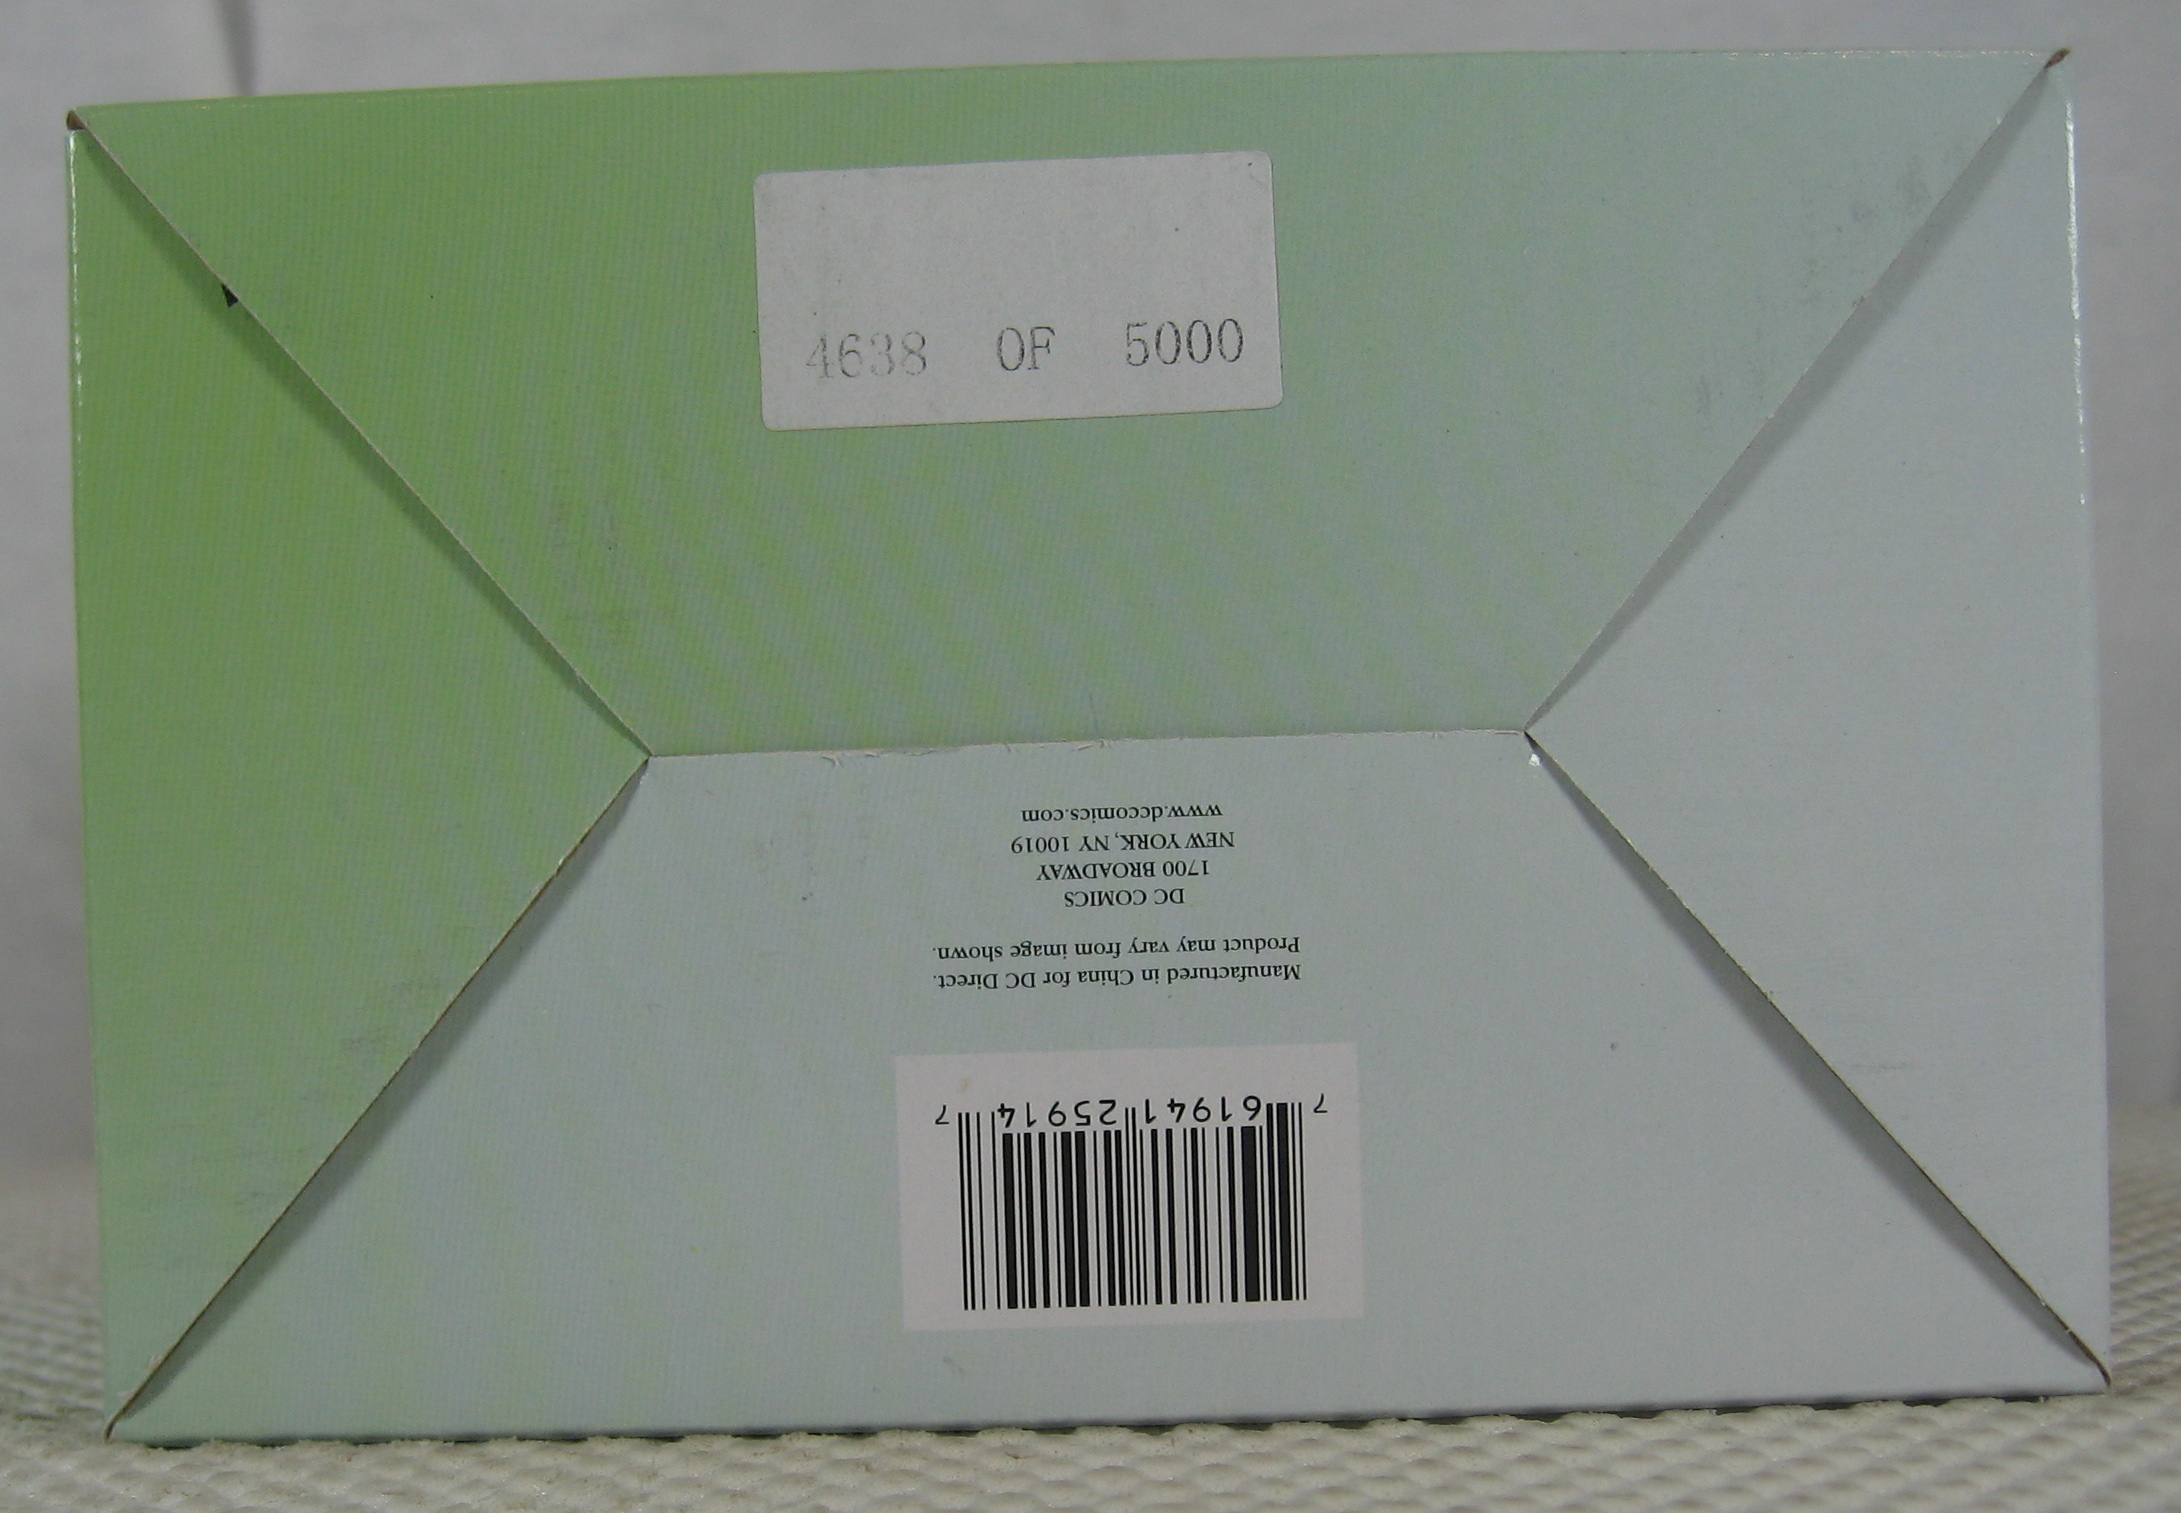 4638 OF 5000
7 61941 25914 7
Manufactured in China for DC Direct.
Product may vary from image shown.
DC COMICS
1700 BROADWAY
NEW YORK, NY 10019
www.dccomics.com